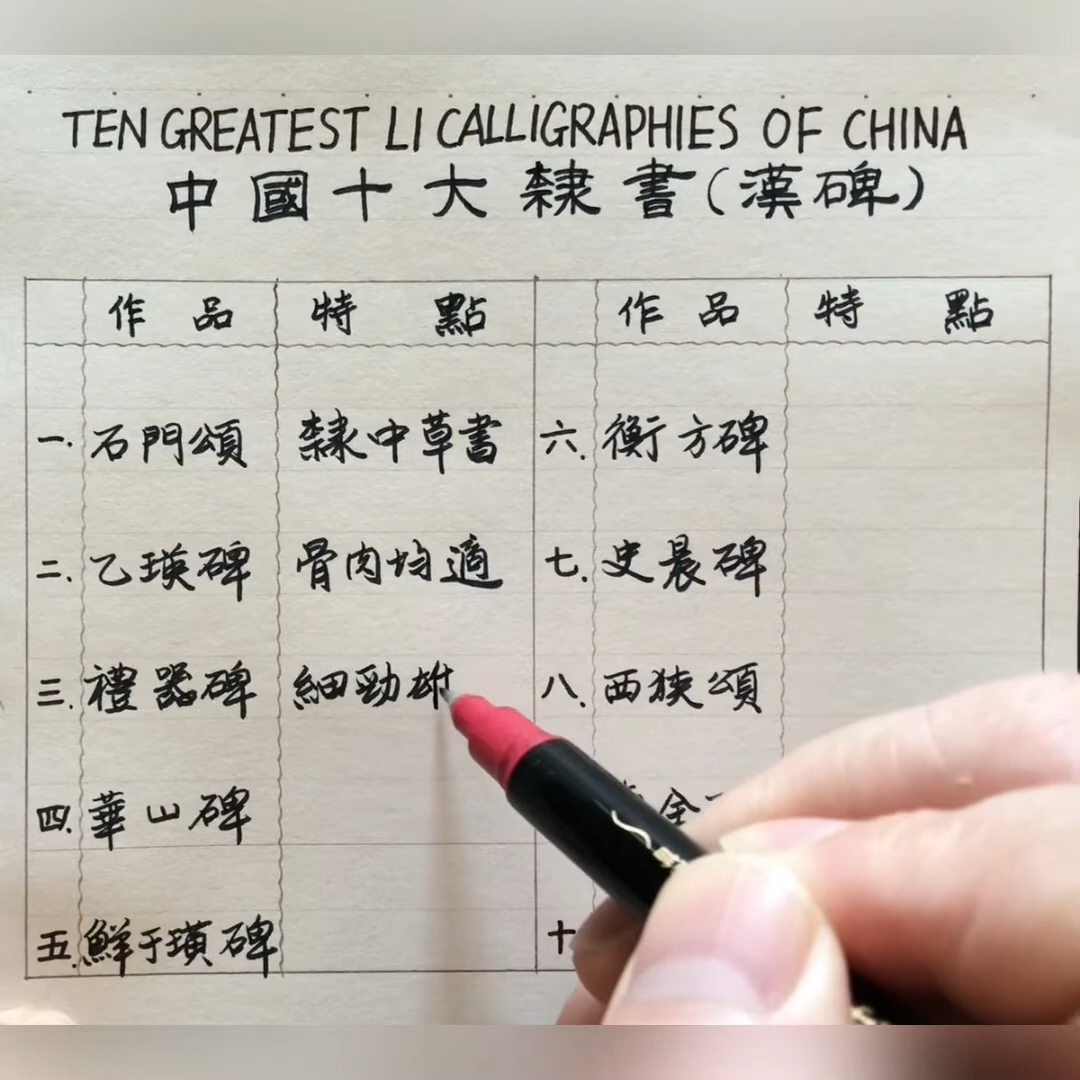 TEN GREATEST LI CALLIGRAPHIES OF CHINA
中國十大隸書(漢碑)
作品 特點 作品 特點
一.石門頌 隸中草書 六.衡方碑
二.乙瑛碑 骨肉均適 七.史晨碑
三.禮器碑 細勁雄 八.西狹頌
四.華山碑 全
五.鮮于璜碑 十